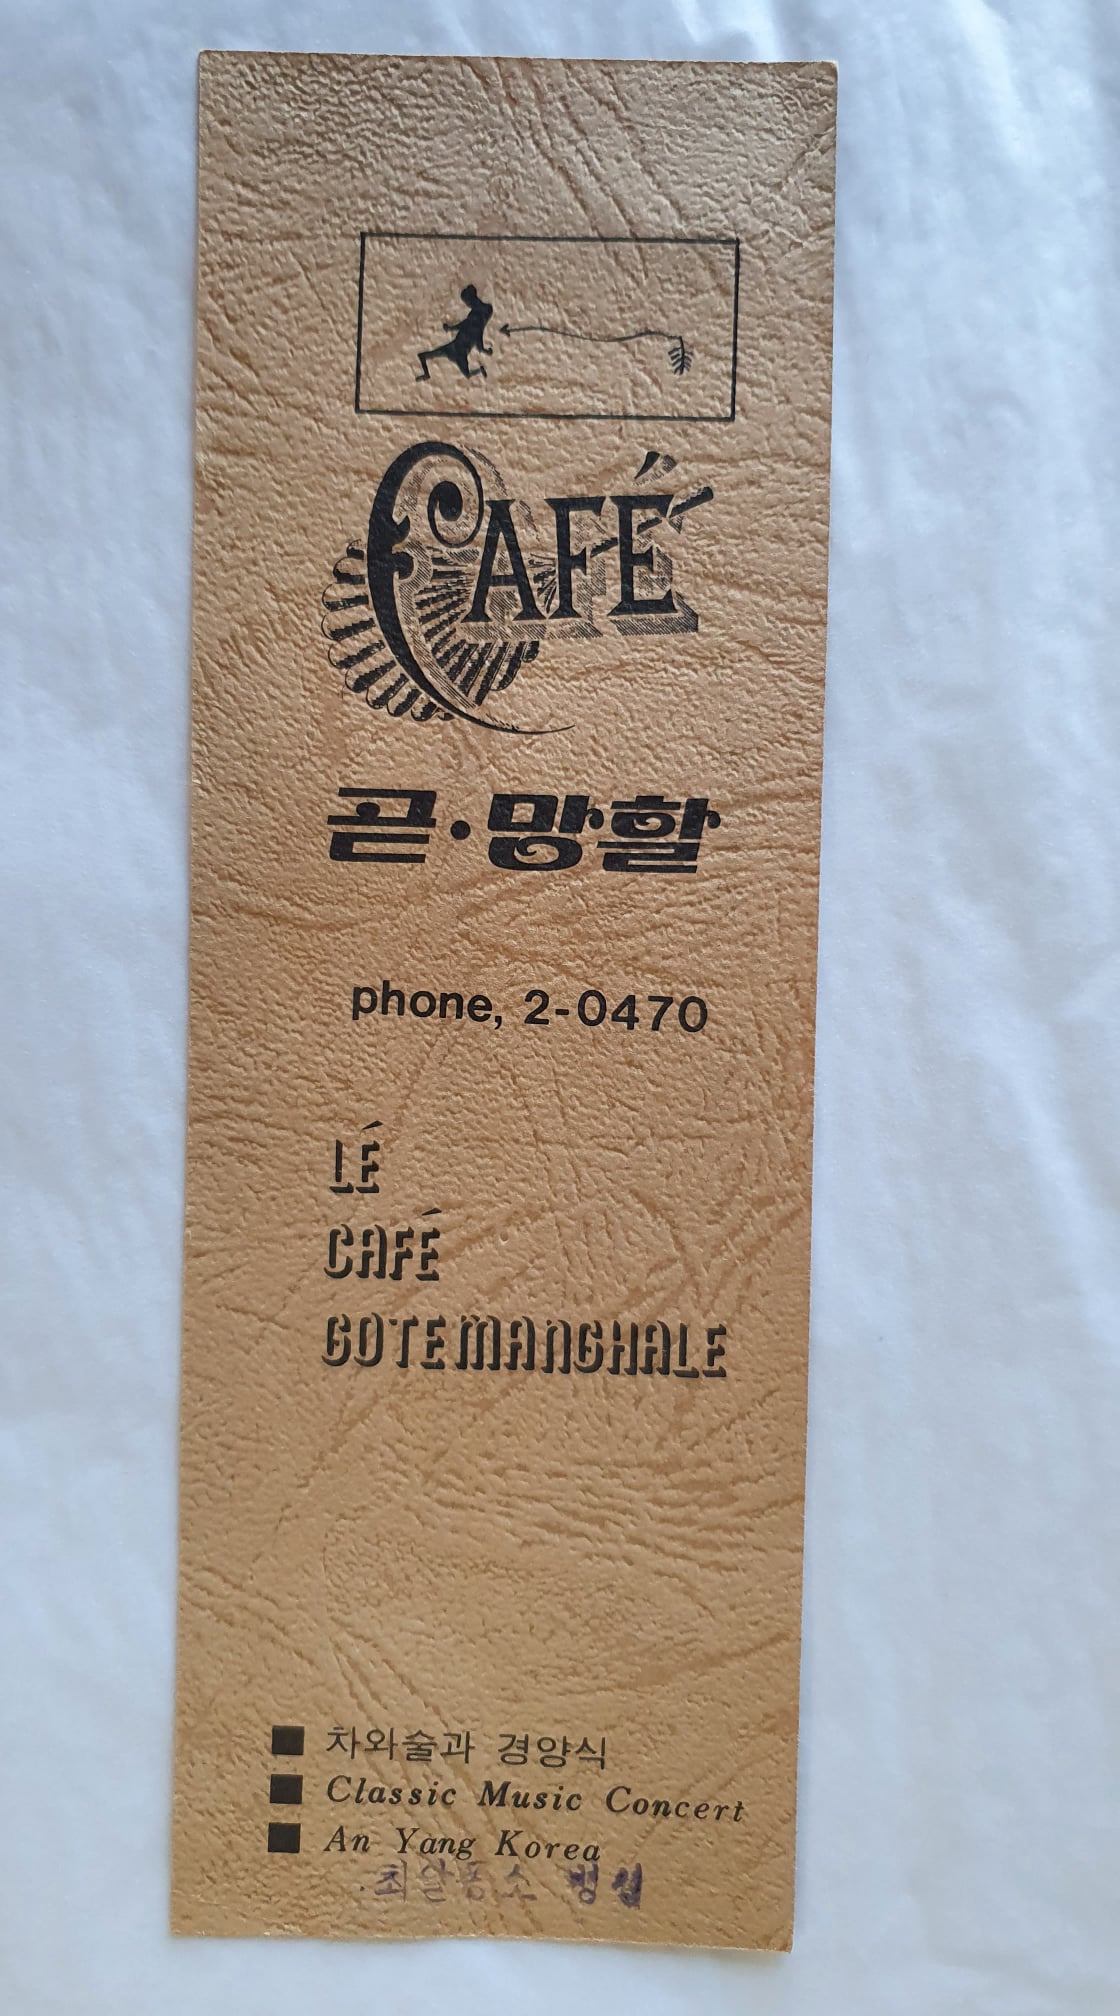 CAFÉ
곧·망할
phone, 2-0470
LÉ
CAFÉ
GOTEMANGHALE
■ 차와술과 경양식
■ Classic Music Concert
■ An Yang Korea